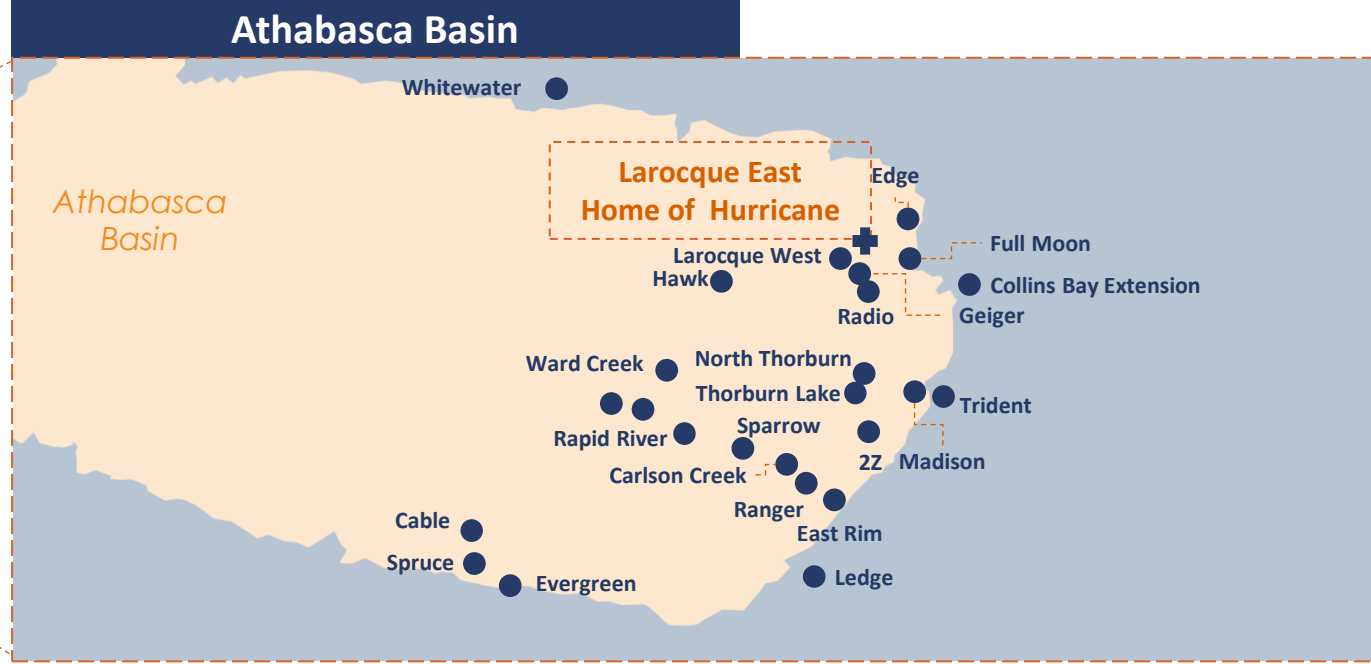 Athabasca Basin
Whitewater
Larocque East
Home of Hurricane
Edge
Athabasca
Basin
Full Moon
Larocque West
Hawk
Collins Bay Extension
Radio
Geiger
North Thorburn
Ward Creek
Thorburn Lake
Trident
Sparrow
Rapid River
2Z
Madison
Carlson Creek
Ranger
East Rim
Cable
Spruce
Evergreen
Ledge